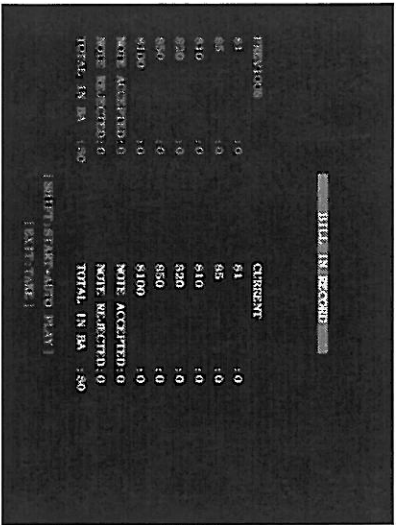 BILL IN RECORD
PREVIOUS CURRENT
$1 :0 $1 :0
$5 :0 $5 :0
$10 :0 $10 :0
$20 :0 $20 :0
$50 :0 $50 :0
$100 :0 $100 :0
NOTE ACCEPTED:0 NOTE ACCEPTED:0
NOTE REJECTED:0 NOTE REJECTED:0
TOTAL IN BA :$0 TOTAL IN BA :$0
[SHIFT:START+AUTO PLAY]
[EXIT:TAKE]